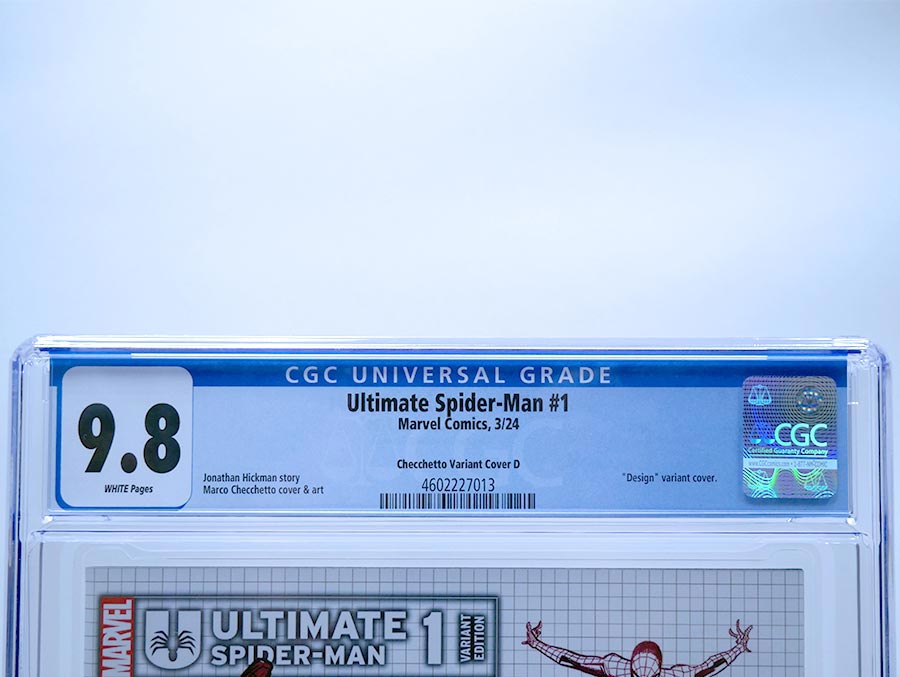 CGC UNIVERSAL GRADE
9.8
WHITE Pages
Ultimate Spider-Man #1
Marvel Comics, 3/24
Checchetto Variant Cover D
Jonathan Hickman story
Marco Checchetto cover & art
4602227013
"Design" variant cover.
CGC
Certified Guaranty Company
MARVEL
ULTIMATE
SPIDER-MAN
1
VARIANT
EDITION